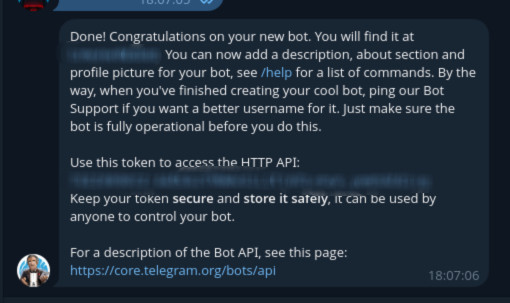 18:07:05
Done! Congratulations on your new bot. You will find it at
You can now add a description, about section and
profile picture for your bot, see /help for a list of commands. By the
way, when you've finished creating your cool bot, ping our Bot
Support if you want a better username for it. Just make sure the
bot is fully operational before you do this.
Use this token to access the HTTP API:
Keep your token secure and store it safely, it can be used by
anyone to control your bot.
For a description of the Bot API, see this page:
https://core.telegram.org/bots/api
18:07:06